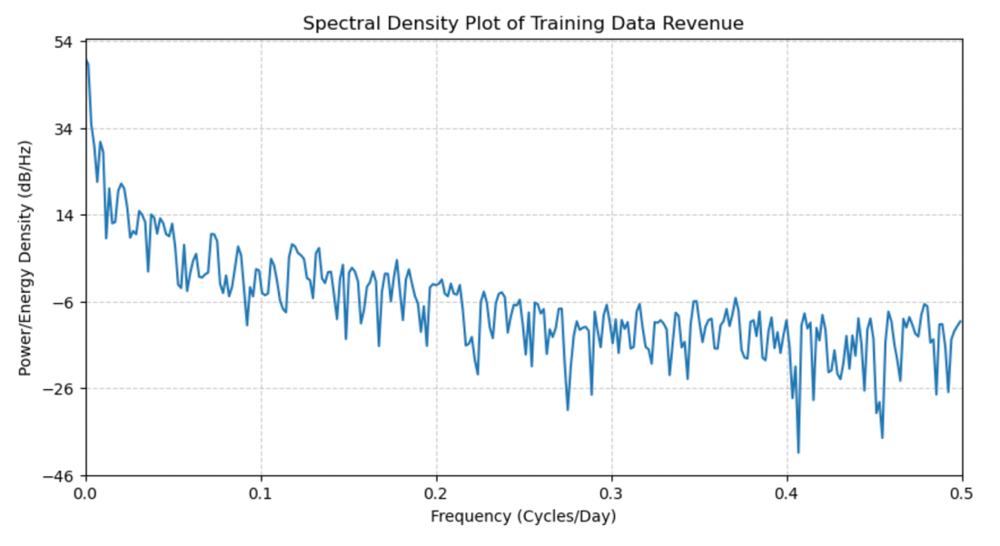 Spectral Density Plot of Training Data Revenue
54
34
14
−6
−26
−46
Power/Energy Density (dB/Hz)
0.0 0.1 0.2 0.3 0.4 0.5
Frequency (Cycles/Day)